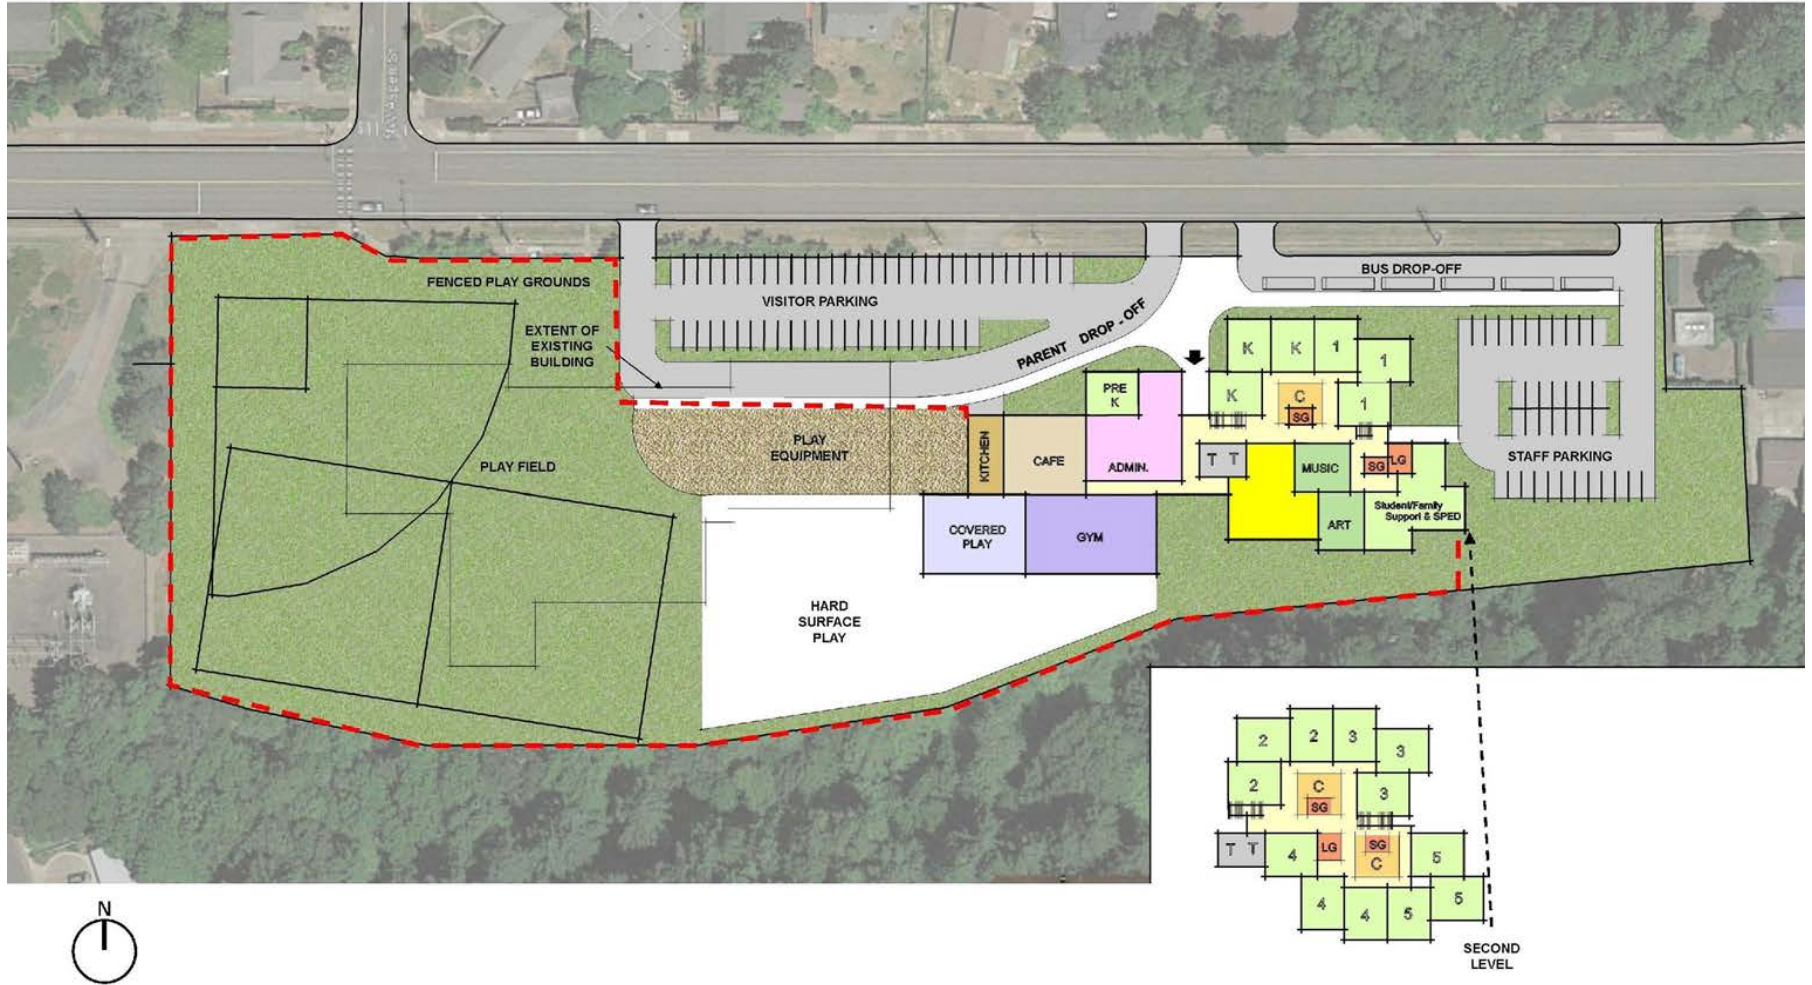 FENCED PLAY GROUNDS
EXTENT OF
EXISTING
BUILDING
VISITOR PARKING
PARENT DROP - OFF
BUS DROP-OFF
K
K
1
1
PRE
K
K
C
SG
1
PLAY
EQUIPMENT
KITCHEN
CAFE
ADMIN.
T T
MUSIC
SG
LG
STAFF PARKING
PLAY FIELD
COVERED
PLAY
GYM
ART
Student/Family
Support & SPED
HARD
SURFACE
PLAY
2
2
3
3
2
C
SG
3
T T
4
LG
SG
C
5
4
4
5
5
SECOND
LEVEL
N